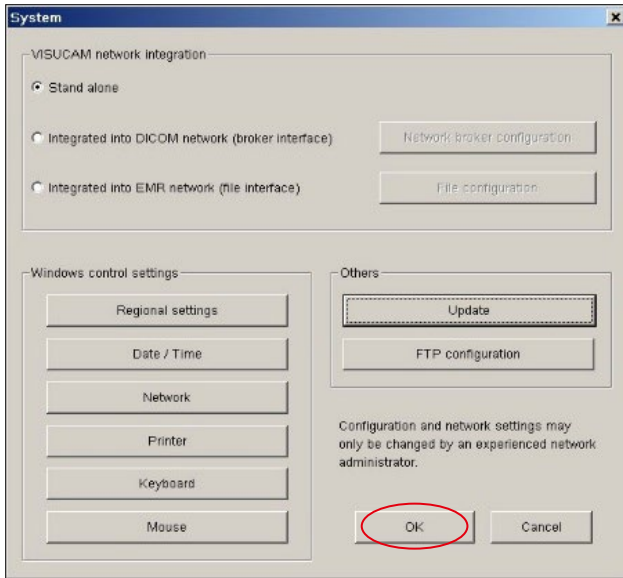 System
VISUCAM network integration
Stand alone
Integrated into DICOM network (broker interface)
Network broker configuration
Integrated into EMR network (file interface)
File configuration
Windows control settings
Regional settings
Date / Time
Network
Printer
Keyboard
Mouse
Others
Update
FTP configuration
Configuration and network settings may
only be changed by an experienced network
administrator.
OK
Cancel